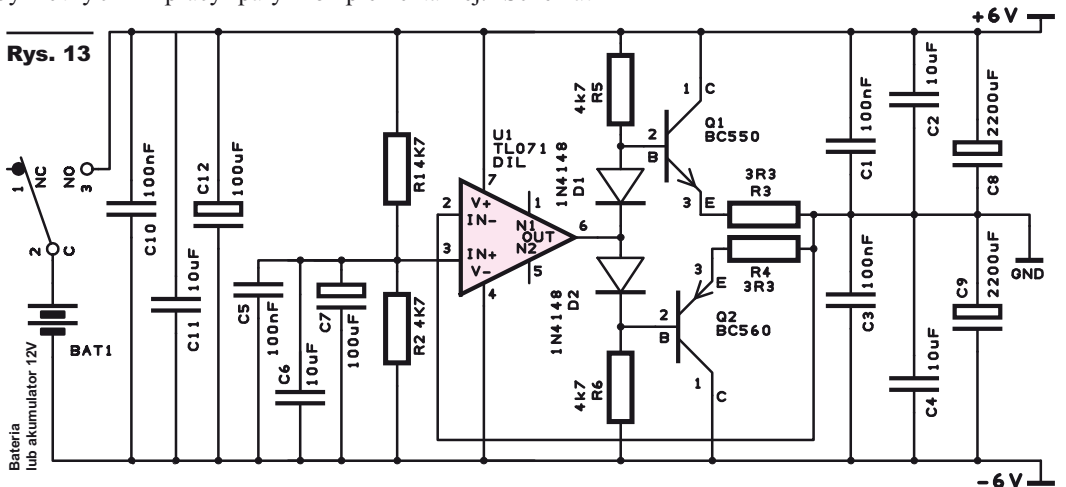 +6 V
Rys. 13
1
NC
NO
3
2
C
BAT1
Bateria
lub akumulator 12V
100nF
C10
10uF
C11
C12
100uF
C5
100nF
C6
10uF
C7
100uF
R1 4K7
R2 4K7
U1
TL071
DIL
7
2
3
V+
IN-
IN+
V-
N1
OUT
N2
1
6
5
4
4k7
R5
1N4148
D1
1N4148
D2
4k7
R6
1
C
2
B
3
E
Q1
BC550
3R3
R3
R4
3R3
3
E
2
B
1
C
Q2
BC560
100nF
C1
10uF
C2
2200uF
C8
100nF
C3
10uF
C4
C9
2200uF
GND
-6 V